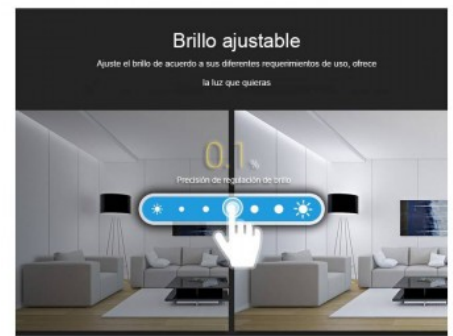 Brillo ajustable
Ajuste el brillo de acuerdo a sus diferentes requerimientos de uso, ofrece
la luz que quieras
0.1%
Precisión de regulación de brillo